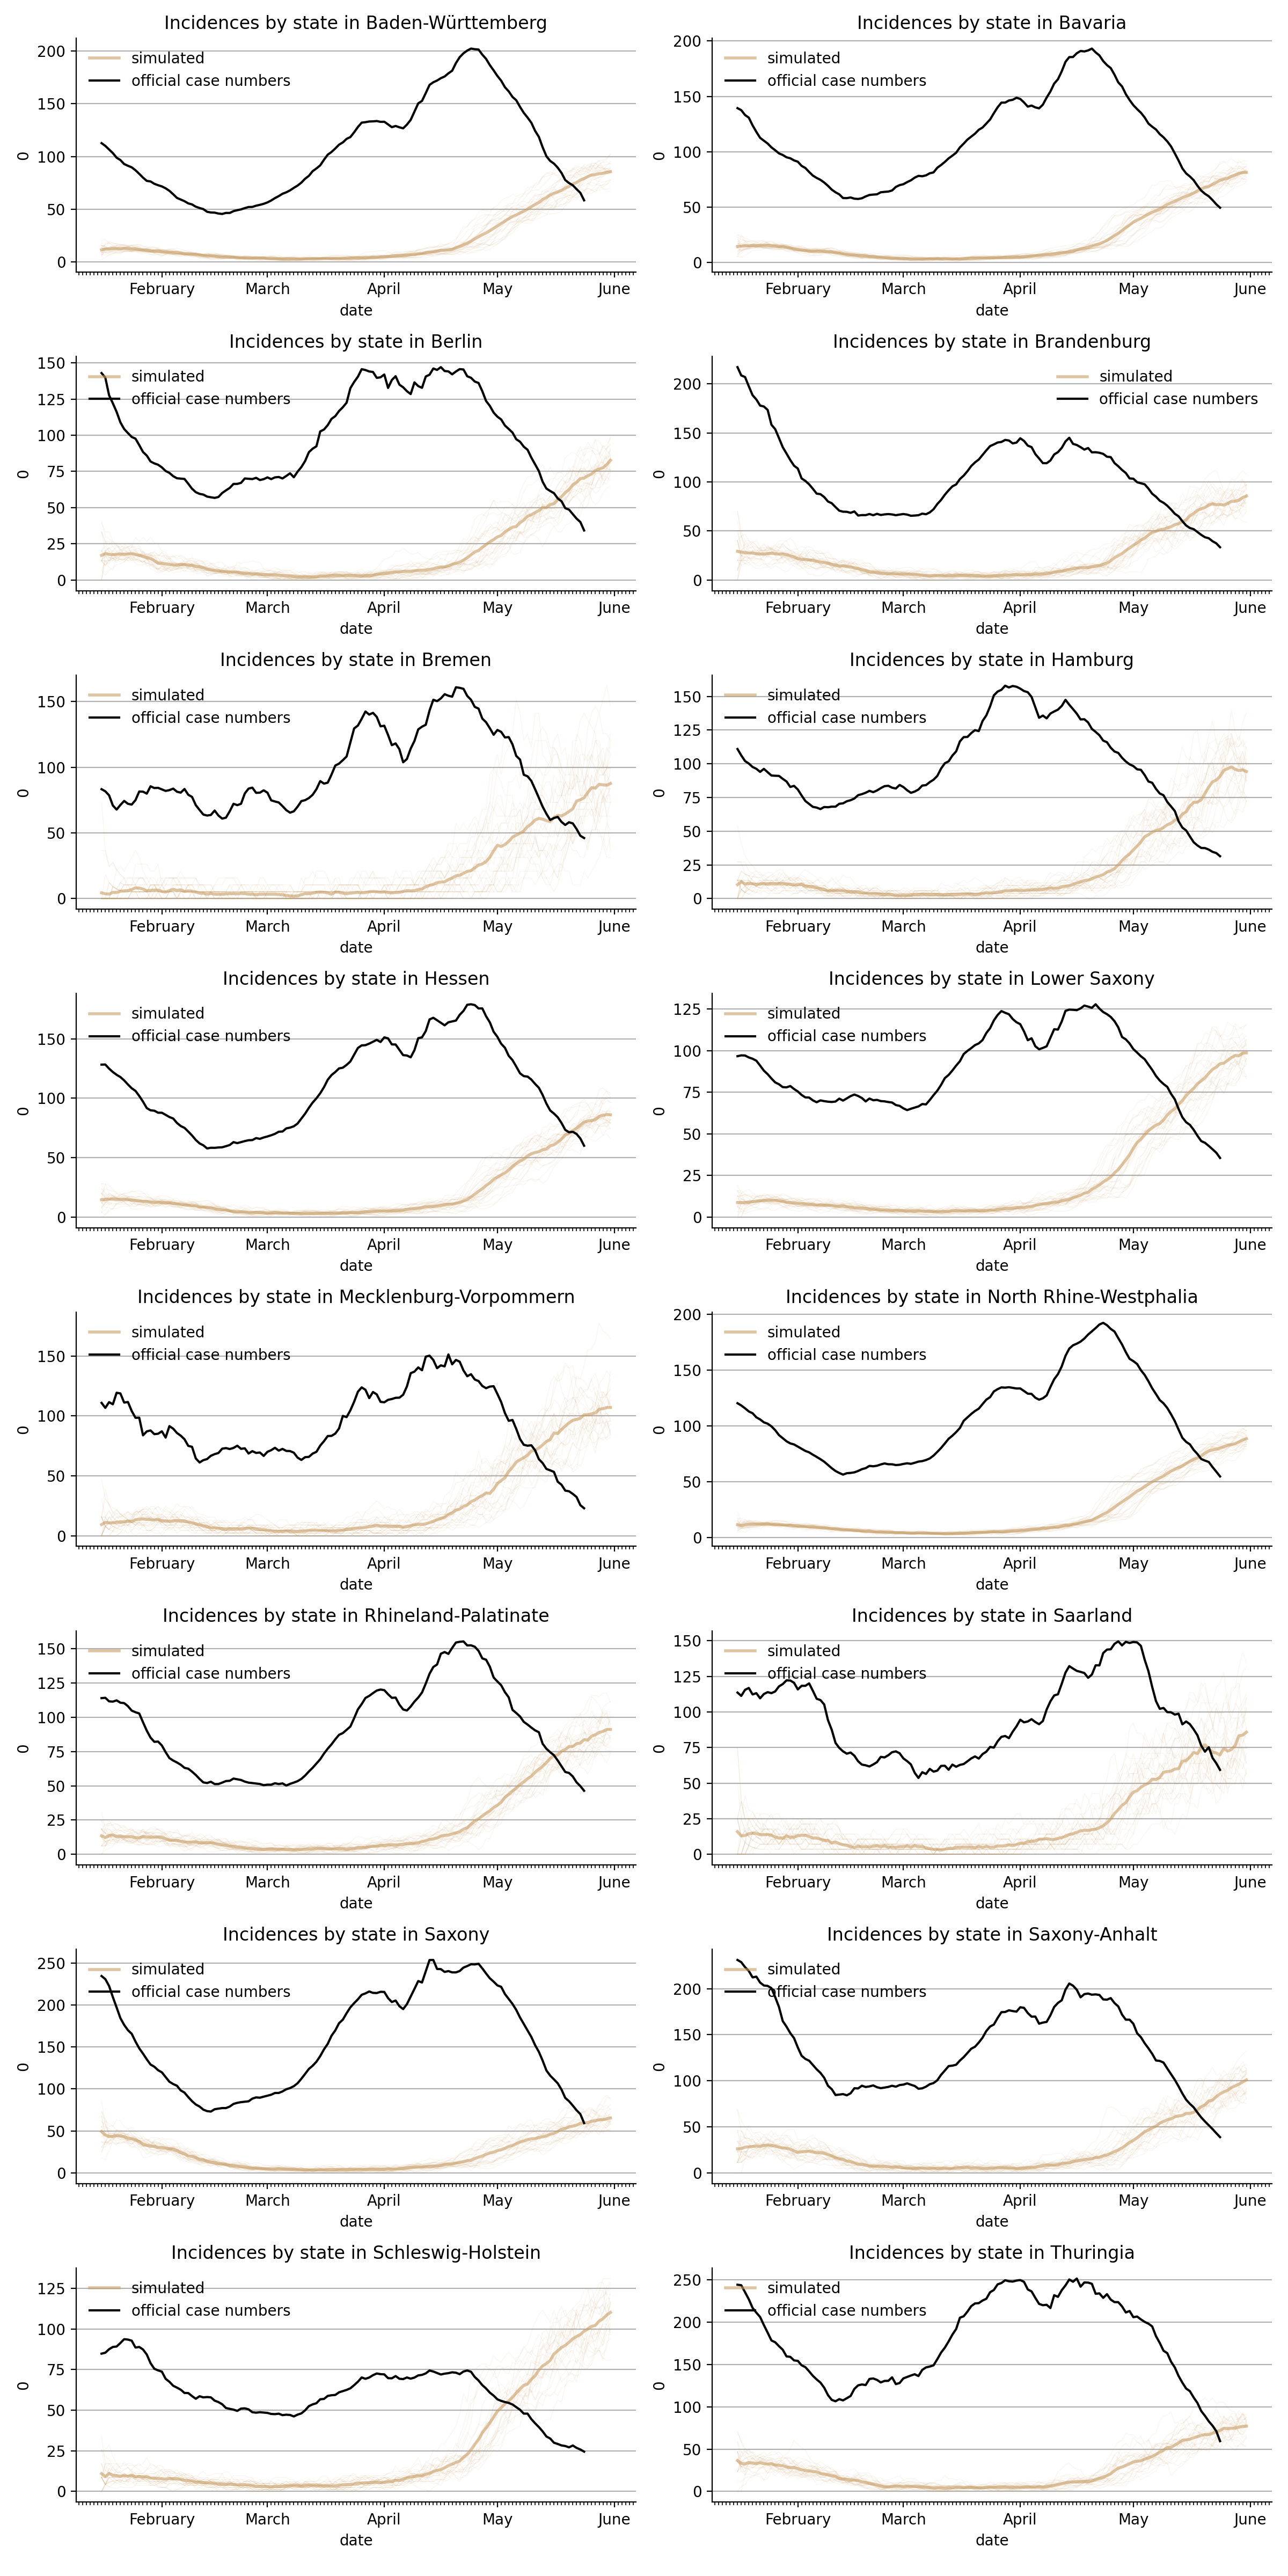 Incidences by state in Baden-Württemberg
simulated
official case numbers
200
150
100
50
0
0
February March April May June
date
Incidences by state in Bavaria
simulated
official case numbers
200
150
100
50
0
0
February March April May June
date
Incidences by state in Berlin
simulated
official case numbers
150
125
100
75
50
25
0
0
February March April May June
date
Incidences by state in Brandenburg
simulated
official case numbers
200
150
100
50
0
0
February March April May June
date
Incidences by state in Bremen
simulated
official case numbers
150
100
50
0
0
February March April May June
date
Incidences by state in Hamburg
simulated
official case numbers
150
125
100
75
50
25
0
0
February March April May June
date
Incidences by state in Hessen
simulated
official case numbers
150
100
50
0
0
February March April May June
date
Incidences by state in Lower Saxony
simulated
official case numbers
125
100
75
50
25
0
0
February March April May June
date
Incidences by state in Mecklenburg-Vorpommern
simulated
official case numbers
150
100
50
0
0
February March April May June
date
Incidences by state in North Rhine-Westphalia
simulated
official case numbers
200
150
100
50
0
0
February March April May June
date
Incidences by state in Rhineland-Palatinate
simulated
official case numbers
150
125
100
75
50
25
0
0
February March April May June
date
Incidences by state in Saarland
simulated
official case numbers
150
125
100
75
50
25
0
0
February March April May June
date
Incidences by state in Saxony
simulated
official case numbers
250
200
150
100
50
0
0
February March April May June
date
Incidences by state in Saxony-Anhalt
simulated
official case numbers
200
150
100
50
0
0
February March April May June
date
Incidences by state in Schleswig-Holstein
simulated
official case numbers
125
100
75
50
25
0
0
February March April May June
date
Incidences by state in Thuringia
simulated
official case numbers
250
200
150
100
50
0
0
February March April May June
date